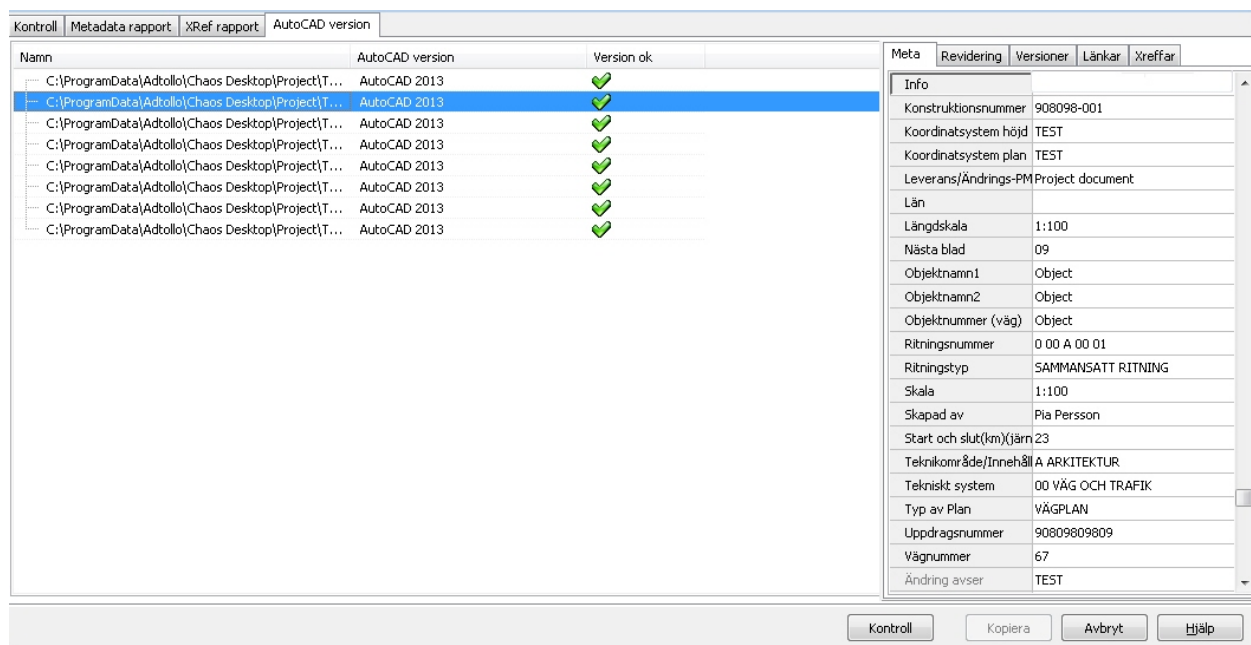 Kontroll Metadata rapport XRef rapport AutoCAD version
Namn AutoCAD version Version ok
C:\ProgramData\Adtollo\Chaos Desktop\Project\T... AutoCAD 2013
C:\ProgramData\Adtollo\Chaos Desktop\Project\T... AutoCAD 2013
C:\ProgramData\Adtollo\Chaos Desktop\Project\T... AutoCAD 2013
C:\ProgramData\Adtollo\Chaos Desktop\Project\T... AutoCAD 2013
C:\ProgramData\Adtollo\Chaos Desktop\Project\T... AutoCAD 2013
C:\ProgramData\Adtollo\Chaos Desktop\Project\T... AutoCAD 2013
C:\ProgramData\Adtollo\Chaos Desktop\Project\T... AutoCAD 2013
C:\ProgramData\Adtollo\Chaos Desktop\Project\T... AutoCAD 2013
Meta Revidering Versioner Länkar Xreffar
Info
Konstruktionsnummer 908098-001
Koordinatsystem höjd TEST
Koordinatsystem plan TEST
Leverans/Ändrings-PM Project document
Län
Längdskala 1:100
Nästa blad 09
Objektnamn1 Object
Objektnamn2 Object
Objektnummer (väg) Object
Ritningsnummer 0 00 A 00 01
Ritningstyp SAMMANSATT RITNING
Skala 1:100
Skapad av Pia Persson
Start och slut(km)(järn 23
Teknikområde/Innehåll A ARKITEKTUR
Tekniskt system 00 VÄG OCH TRAFIK
Typ av Plan VÄGPLAN
Uppdragsnummer 90809809809
Vägnummer 67
Ändring avser TEST
Kontroll Kopiera Avbryt Hjälp